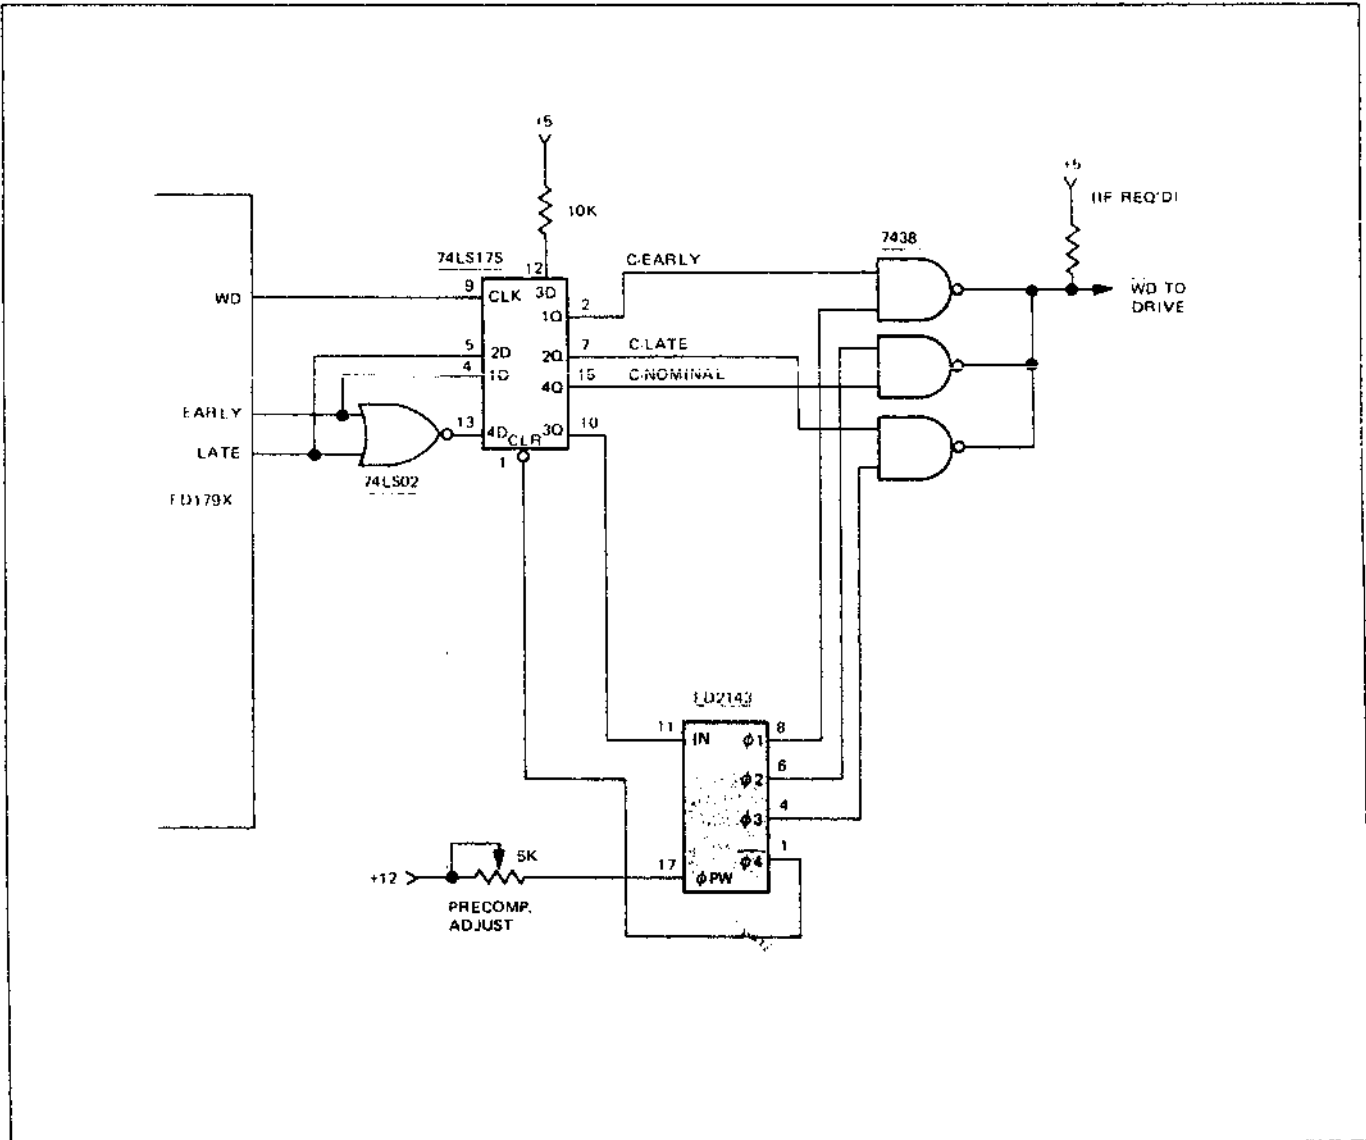 +5
10K
+5
(IF REQ'D)
7438
WD TO
DRIVE
74LS175
12
9
CLK
3D
1Q
2
C-EARLY
WD
5
2D
2Q
7
C-LATE
4
1D
4Q
15
C-NOMINAL
EARLY
13
4D
CLR
3Q
10
LATE
1
74LS02
FD179X
FD2143
11
IN
ϕ1
8
ϕ2
6
ϕ3
4
ϕ4
1
17
ϕPW
+12
5K
PRECOMP.
ADJUST